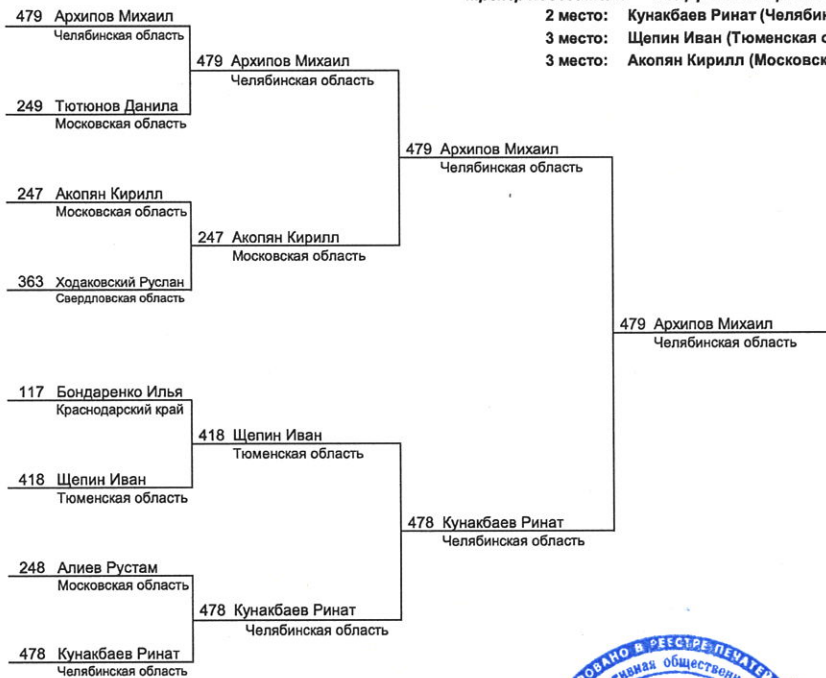 2 место: Кунакбаев Ринат
3 место: Щепин Иван (Тюменская
3 место: Акопян Кирилл
479 Архипов Михаил
Челябинская область
479 Архипов Михаил
Челябинская область
249 Тютюнов Данила
Московская область
479 Архипов Михаил
Челябинская область
247 Акопян Кирилл
Московская область
247 Акопян Кирилл
Московская область
363 Ходаковский Руслан
Свердловская область
479 Архипов Михаил
Челябинская область
117 Бондаренко Илья
Краснодарский край
418 Щепин Иван
Тюменская область
418 Щепин Иван
Тюменская область
478 Кунакбаев Ринат
Челябинская область
248 Алиев Рустам
Московская область
478 Кунакбаев Ринат
Челябинская область
478 Кунакбаев Ринат
Челябинская область
В РЕЕСТРЕ